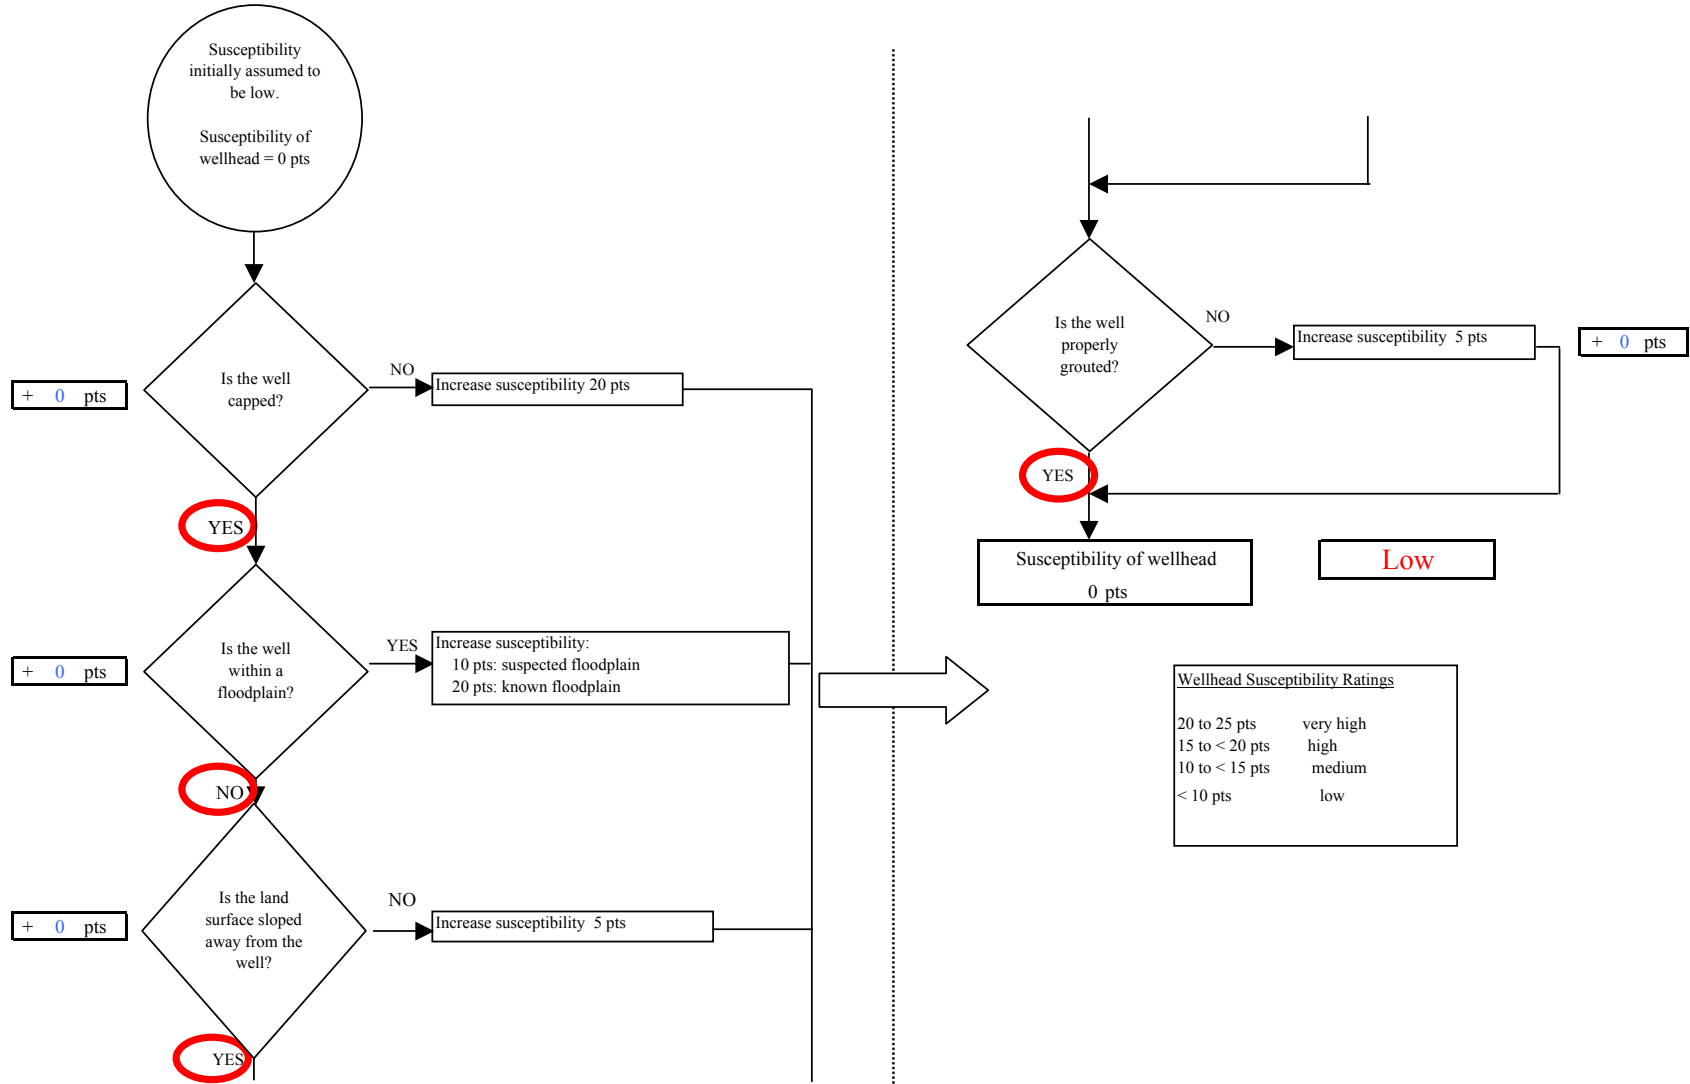 Susceptibility
initially assumed to
be low.
Susceptibility of
wellhead = 0 pts
Is the well
capped?
NO
Increase susceptibility 20 pts
+ 0 pts
YES
Is the well
within a
floodplain?
YES
Increase susceptibility:
10 pts: suspected floodplain
20 pts: known floodplain
+ 0 pts
NO
Is the land
surface sloped
away from the
well?
NO
Increase susceptibility 5 pts
+ 0 pts
YES
Is the well
properly
grouted?
NO
Increase susceptibility 5 pts
+ 0 pts
YES
Susceptibility of wellhead
0 pts
Low
Wellhead Susceptibility Ratings
20 to 25 pts very high
15 to < 20 pts high
10 to < 15 pts medium
< 10 pts low